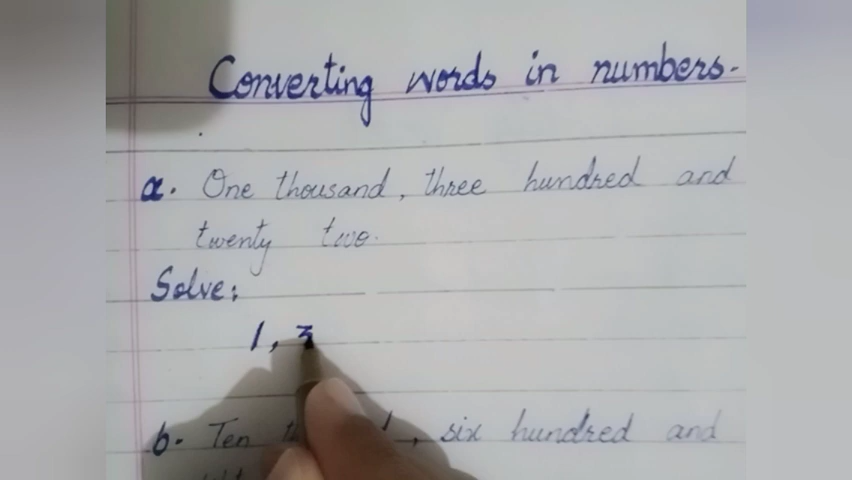 Converting words in numbers.
a. One thousand, three hundred and
twenty two.
Solve:
1, 3
b. Ten , six hundred and